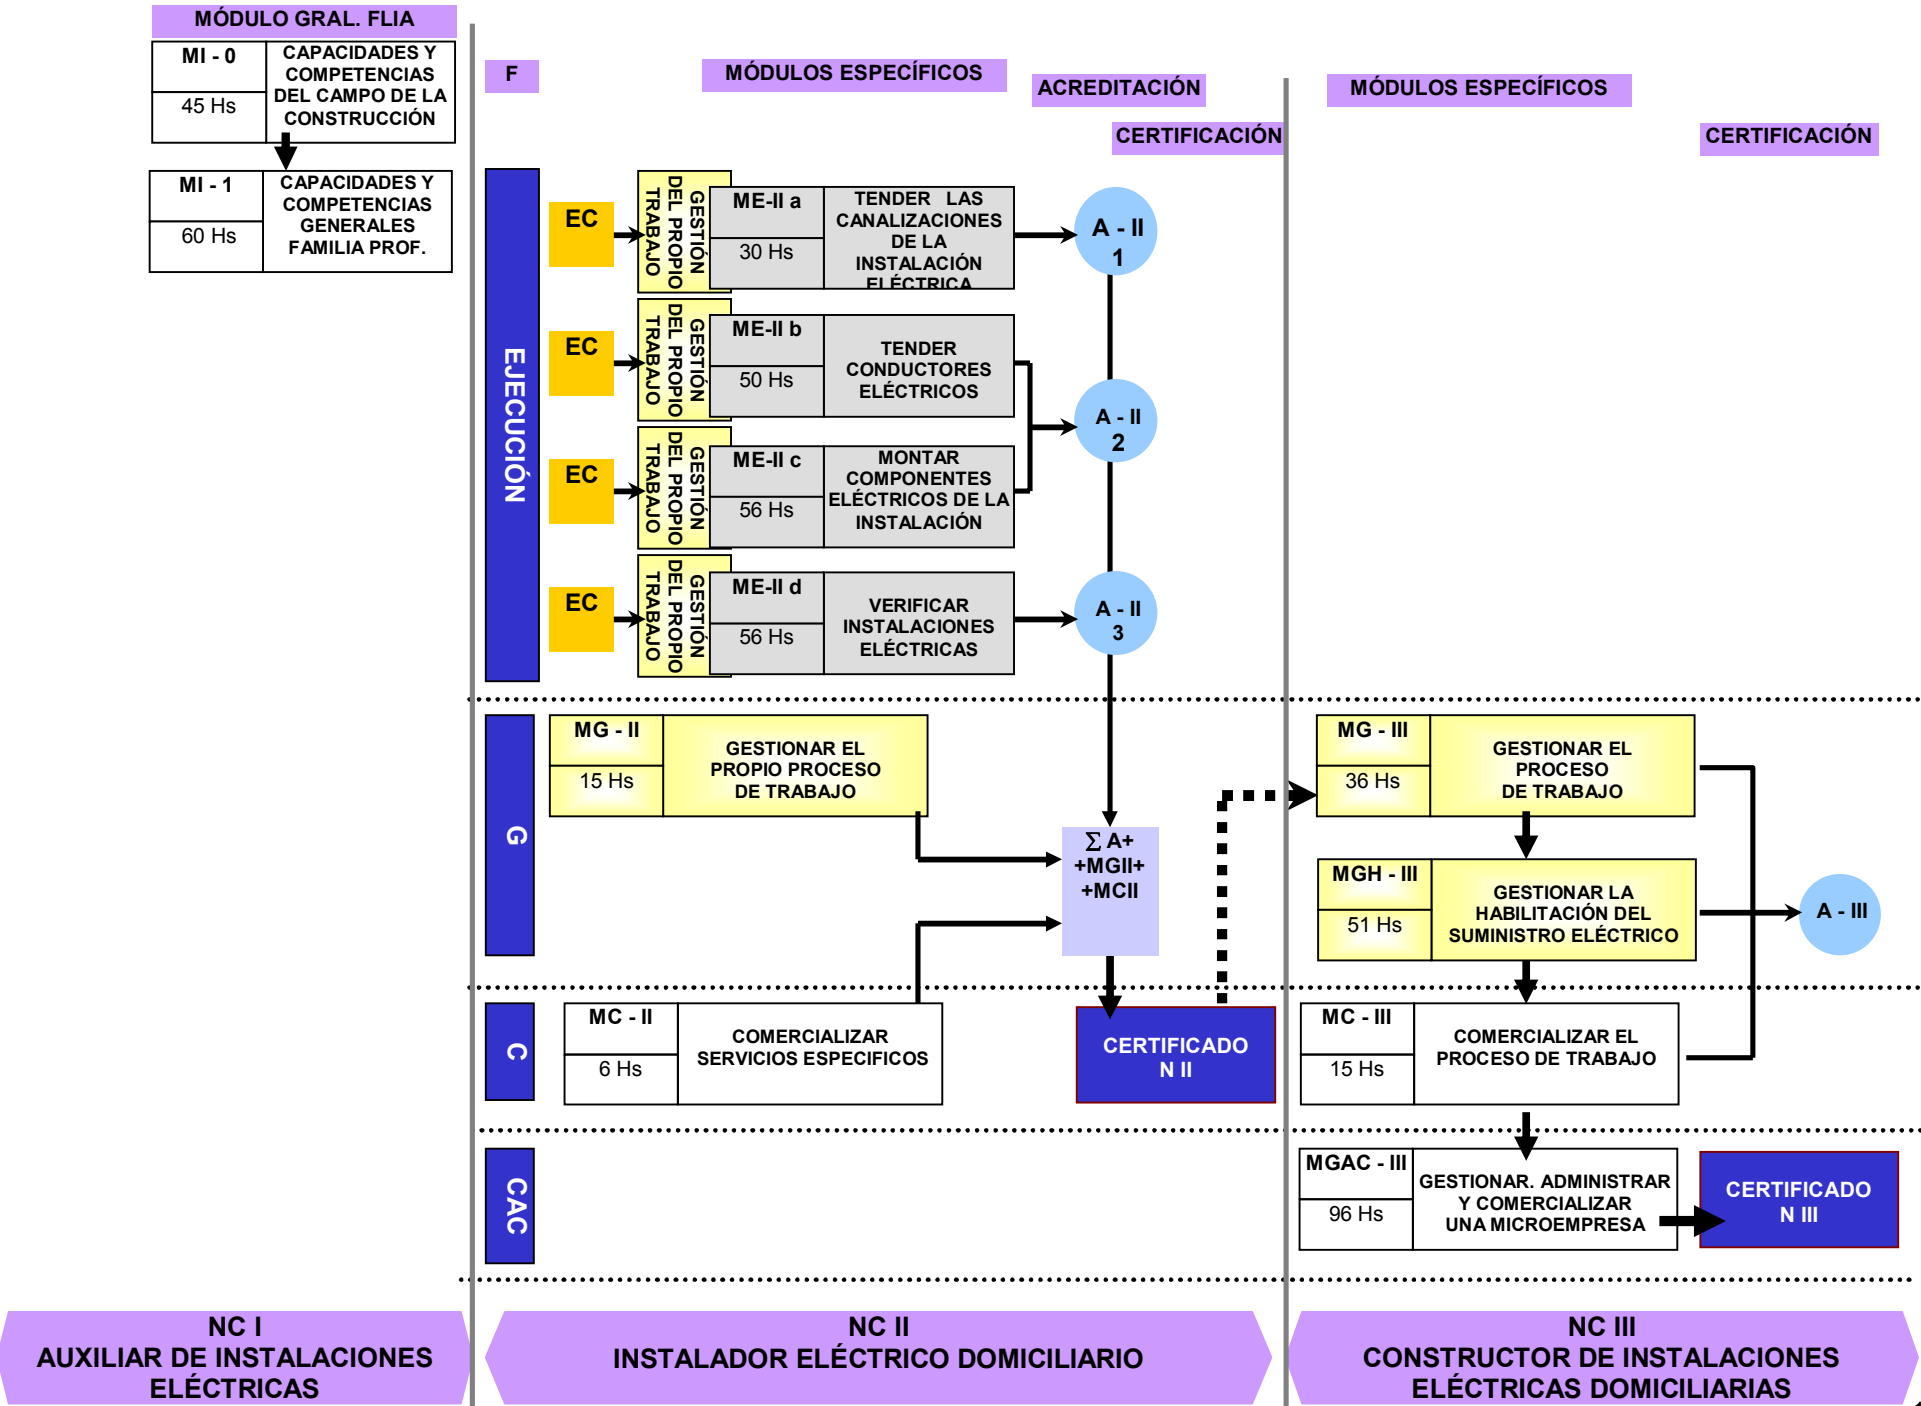 MÓDULO GRAL. FLIA
MI - 0
45 Hs
CAPACIDADES Y
COMPETENCIAS
DEL CAMPO DE LA
CONSTRUCCIÓN
MI - 1
60 Hs
CAPACIDADES Y
COMPETENCIAS
GENERALES
FAMILIA PROF.
F
MÓDULOS ESPECÍFICOS
ACREDITACIÓN
CERTIFICACIÓN
MÓDULOS ESPECÍFICOS
CERTIFICACIÓN
EJECUCIÓN
EC
GESTIÓN
DEL PROPIO
TRABAJO
ME-II a
30 Hs
TENDER LAS
CANALIZACIONES
DE LA
INSTALACIÓN
ELÉCTRICA
A - II
1
EC
GESTIÓN
DEL PROPIO
TRABAJO
ME-II b
50 Hs
TENDER
CONDUCTORES
ELÉCTRICOS
A - II
2
EC
GESTIÓN
DEL PROPIO
TRABAJO
ME-II c
56 Hs
MONTAR
COMPONENTES
ELÉCTRICOS DE LA
INSTALACIÓN
EC
GESTIÓN
DEL PROPIO
TRABAJO
ME-II d
56 Hs
VERIFICAR
INSTALACIONES
ELÉCTRICAS
A - II
3
G
MG - II
15 Hs
GESTIONAR EL
PROPIO PROCESO
DE TRABAJO
∑ A+
+MGII+
+MCII
MG - III
36 Hs
GESTIONAR EL
PROCESO
DE TRABAJO
MGH - III
51 Hs
GESTIONAR LA
HABILITACIÓN DEL
SUMINISTRO ELÉCTRICO
A - III
C
MC - II
6 Hs
COMERCIALIZAR
SERVICIOS ESPECIFICOS
CERTIFICADO
N II
MC - III
15 Hs
COMERCIALIZAR EL
PROCESO DE TRABAJO
CAC
MGAC - III
96 Hs
GESTIONAR. ADMINISTRAR
Y COMERCIALIZAR
UNA MICROEMPRESA
CERTIFICADO
N III
NC I
AUXILIAR DE INSTALACIONES
ELÉCTRICAS
NC II
INSTALADOR ELÉCTRICO DOMICILIARIO
NC III
CONSTRUCTOR DE INSTALACIONES
ELÉCTRICAS DOMICILIARIAS